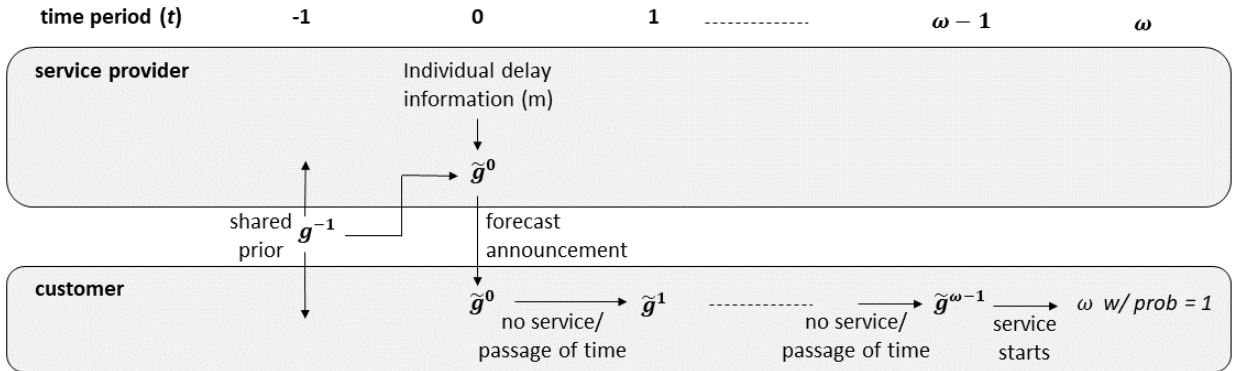 time period (t) -1 0 1 ω − 1 ω
service provider
Individual delay
information (m)
g̃⁰
shared
prior
g⁻¹
forecast
announcement
customer
g̃⁰ g̃¹ g̃^{ω−1} ω w/ prob = 1
no service/
passage of time
no service/
passage of time
service
starts